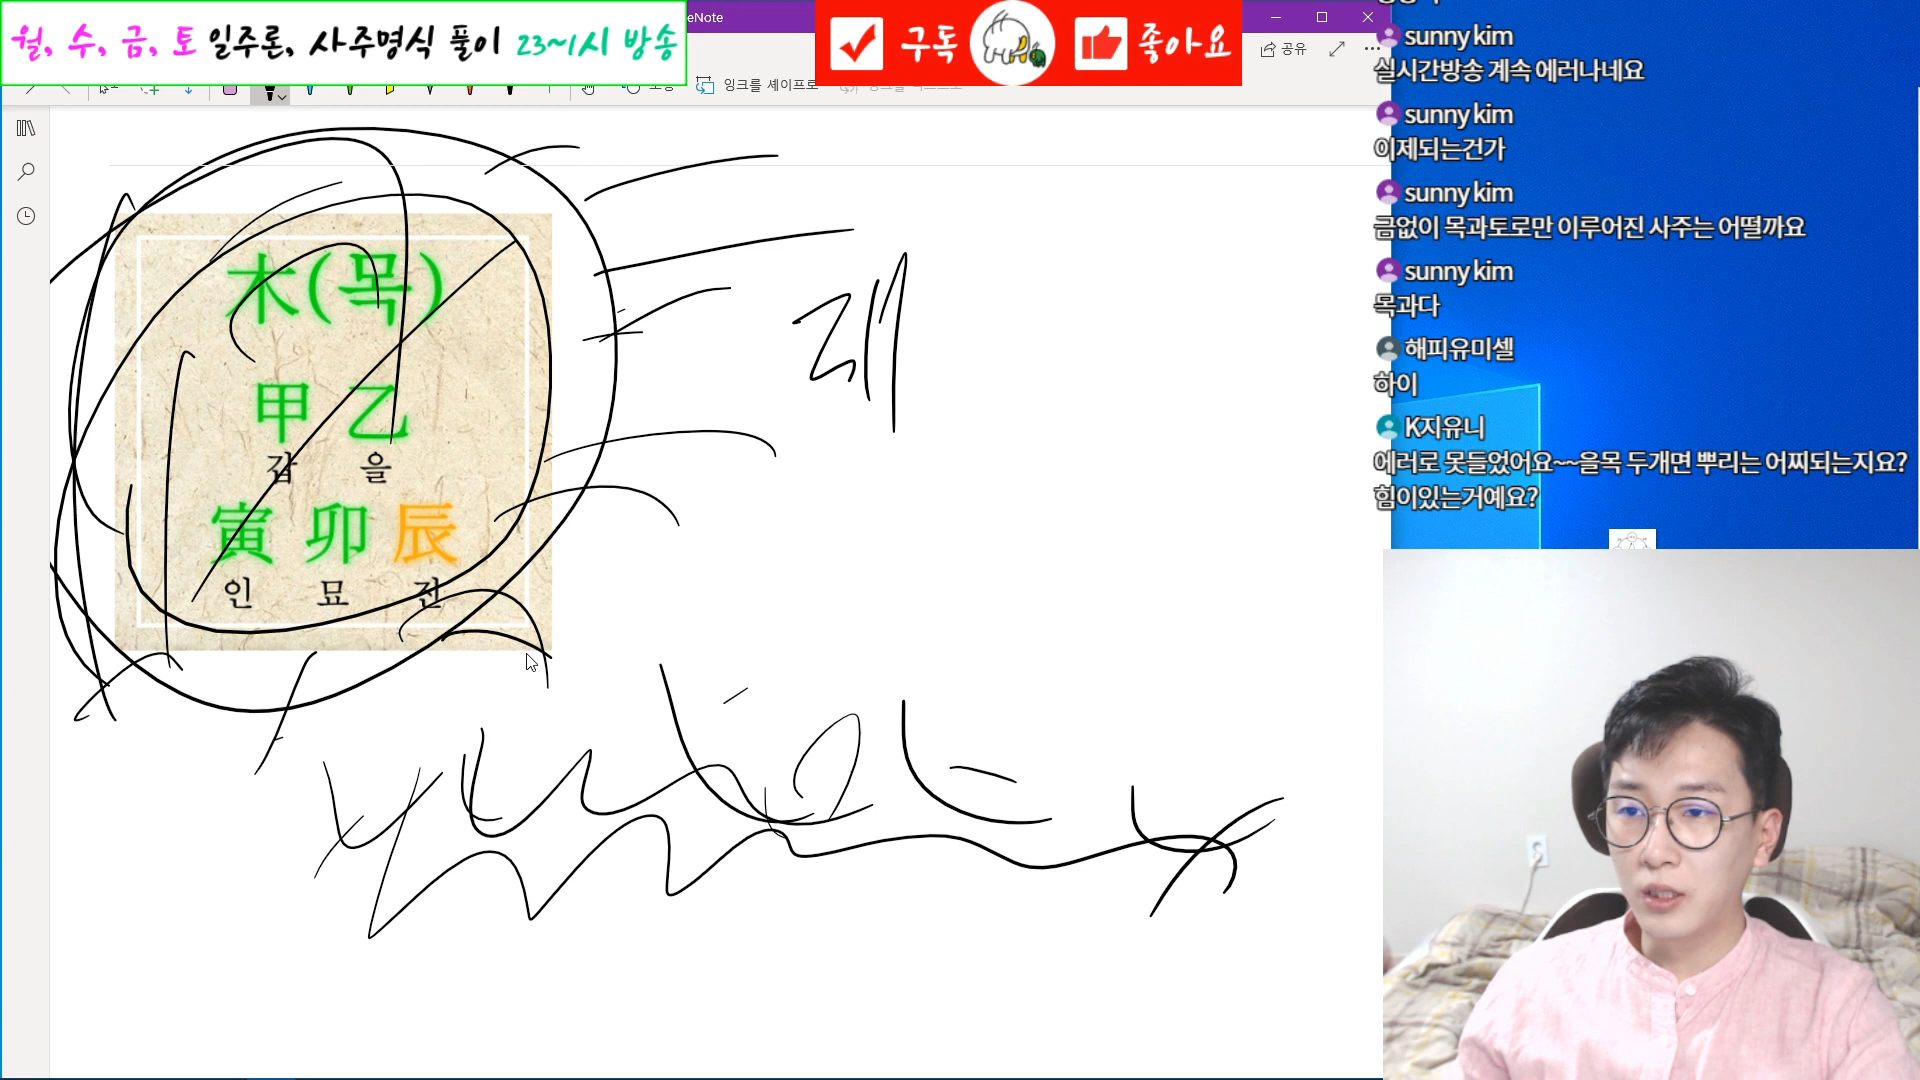 월, 수, 금, 토 일주론, 사주명식 풀이 23~1시 방송
eNote
구독
좋아요
공유
잉크를 셰이프로
木(목)
甲 乙
갑 을
寅 卯 辰
인 묘 진
재
sunny kim
실시간방송 계속 에러나네요
sunny kim
이제되는건가
sunny kim
금없이 목과토로만 이루어진 사주는 어떨까요
sunny kim
목과다
해피유미셀
하이
K지유니
에러로 못들었어요~~을목 두개면 뿌리는 어찌되는지요?
힘이있는거예요?